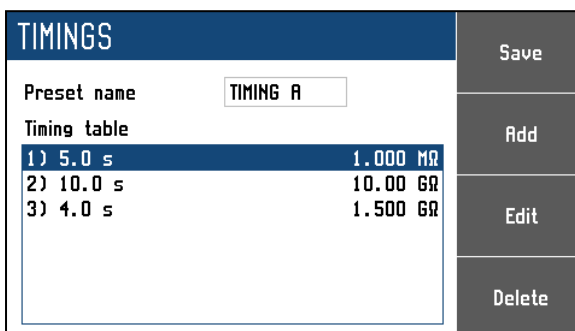 TIMINGS
Preset name TIMING A
Timing table
1) 5.0 s 1.000 MΩ
2) 10.0 s 10.00 GΩ
3) 4.0 s 1.500 GΩ
Save
Add
Edit
Delete